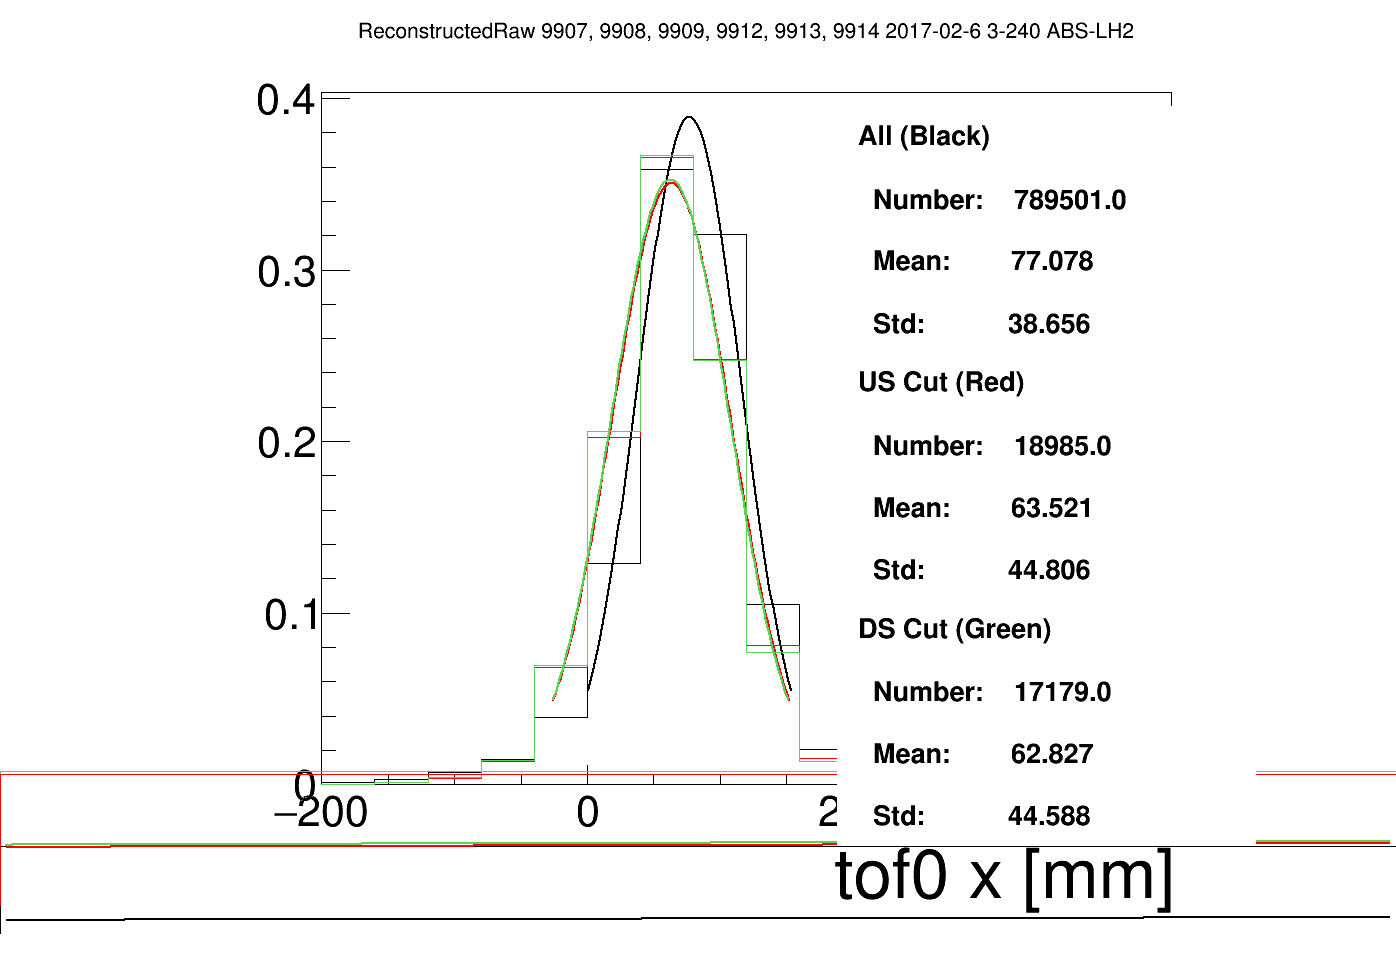 ReconstructedRaw 9907, 9908, 9909, 9912, 9913, 9914 2017-02-6 3-240 ABS-LH2
0.4
All (Black)
Number: 789501.0
0.3
Mean: 77.078
Std: 38.656
US Cut (Red)
0.2
Number: 18985.0
Mean: 63.521
Std: 44.806
0.1
DS Cut (Green)
Number: 17179.0
Mean: 62.827
0
−200 0 2
Std: 44.588
tof0 x [mm]